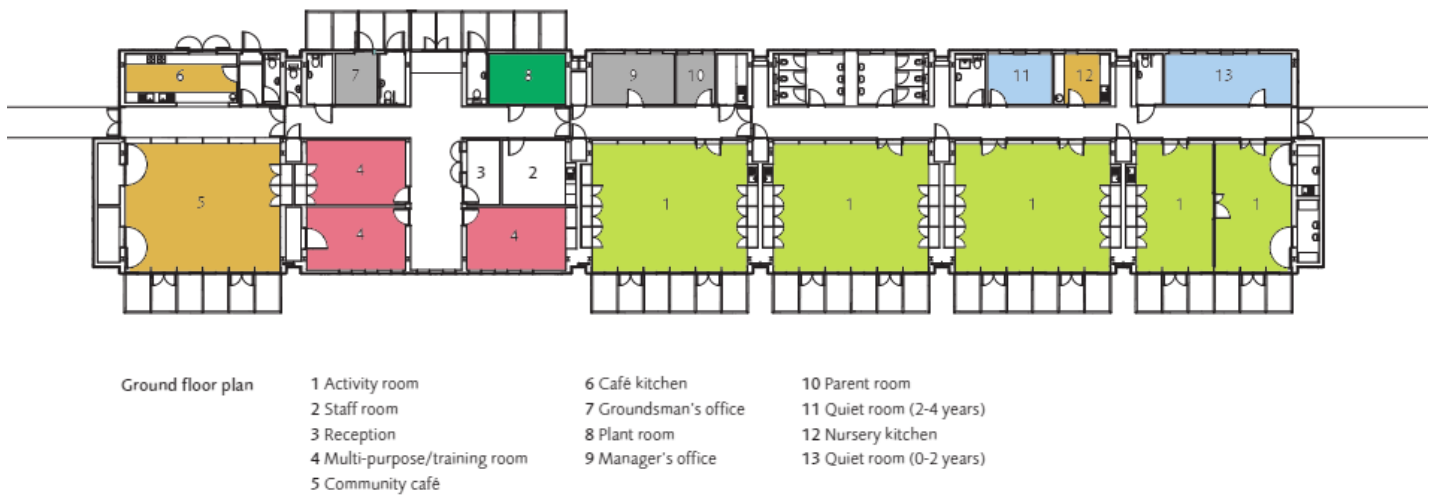 6
7
8
9
10
11
12
13
5
4
3
2
1
1
1
1
1
4
4
Ground floor plan
1 Activity room
2 Staff room
3 Reception
4 Multi-purpose/training room
5 Community café
6 Café kitchen
7 Groundsman's office
8 Plant room
9 Manager's office
10 Parent room
11 Quiet room (2-4 years)
12 Nursery kitchen
13 Quiet room (0-2 years)